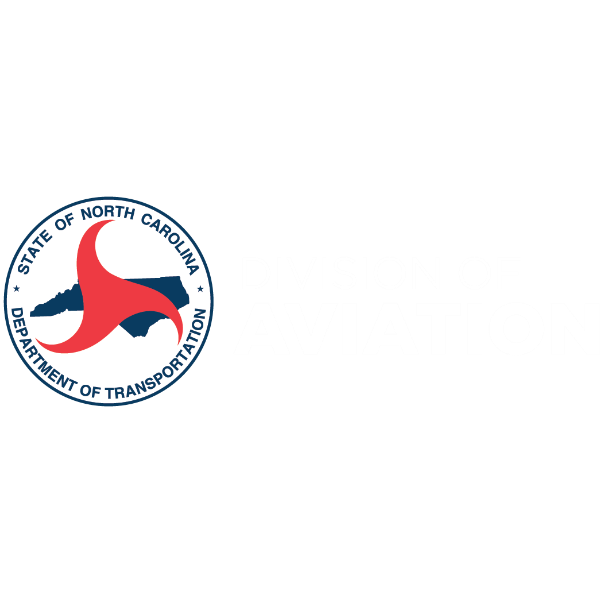 STATE OF NORTH CAROLINA
DEPARTMENT OF TRANSPORTATION